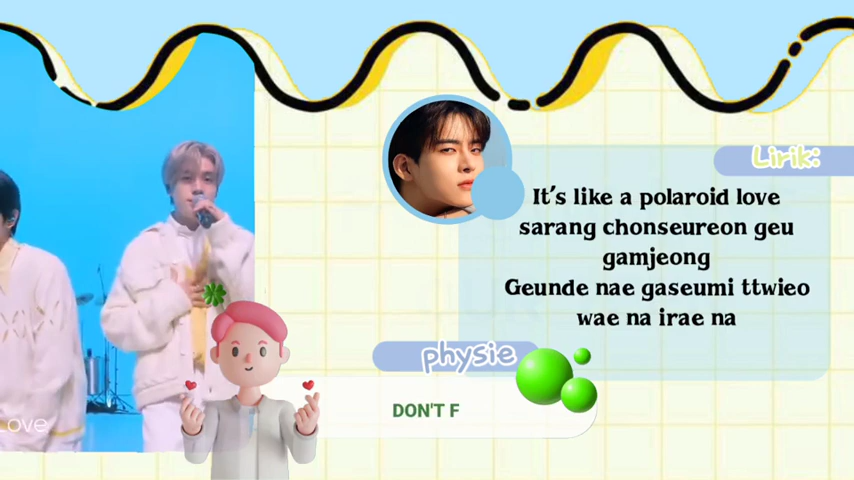 Lirik:
It's like a polaroid love
sarang chonseureon geu
gamjeong
Geunde nae gaseumi ttwieo
wae na irae na
physie
DON'T F
Love